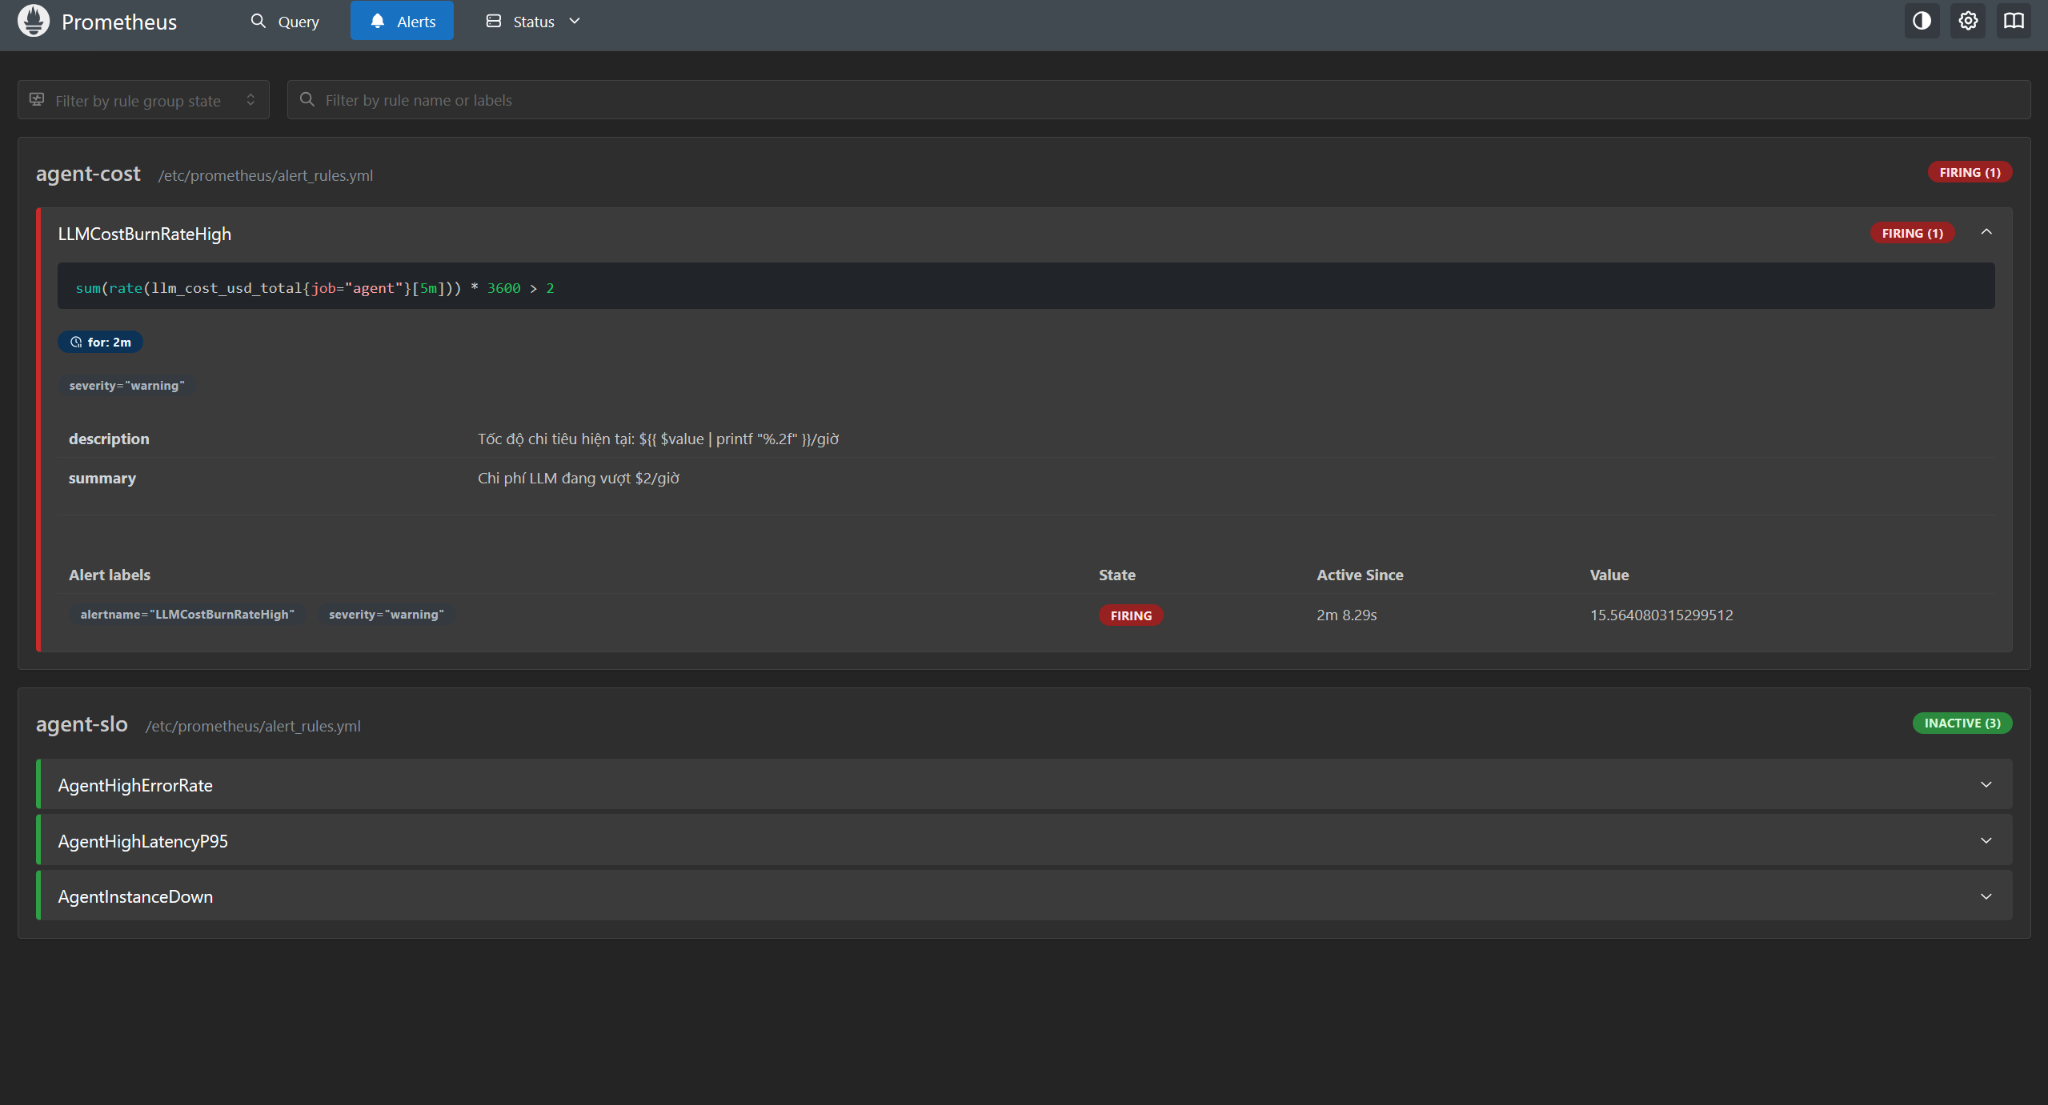 Prometheus Query Alerts Status
Filter by rule group state Filter by rule name or labels
agent-cost /etc/prometheus/alert_rules.yml FIRING (1)
LLMCostBurnRateHigh FIRING (1)
sum(rate(llm_cost_usd_total{job="agent"}[5m])) * 3600 > 2
for: 2m
severity="warning"
description Tốc độ chi tiêu hiện tại: ${{ $value | printf "%.2f" }}/giờ
summary Chi phí LLM đang vượt $2/giờ
Alert labels State Active Since Value
alertname="LLMCostBurnRateHigh" severity="warning" FIRING 2m 8.29s 15.564080315299512
agent-slo /etc/prometheus/alert_rules.yml INACTIVE (3)
AgentHighErrorRate
AgentHighLatencyP95
AgentInstanceDown